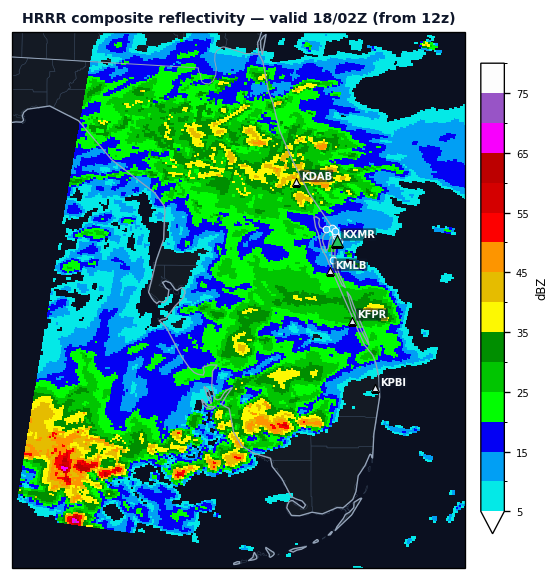 HRRR composite reflectivity — valid 18/02Z (from 12z)
KDAB
KXMR
KMLB
KFPR
KPBI
75
65
55
45
35
25
15
5
dBZ